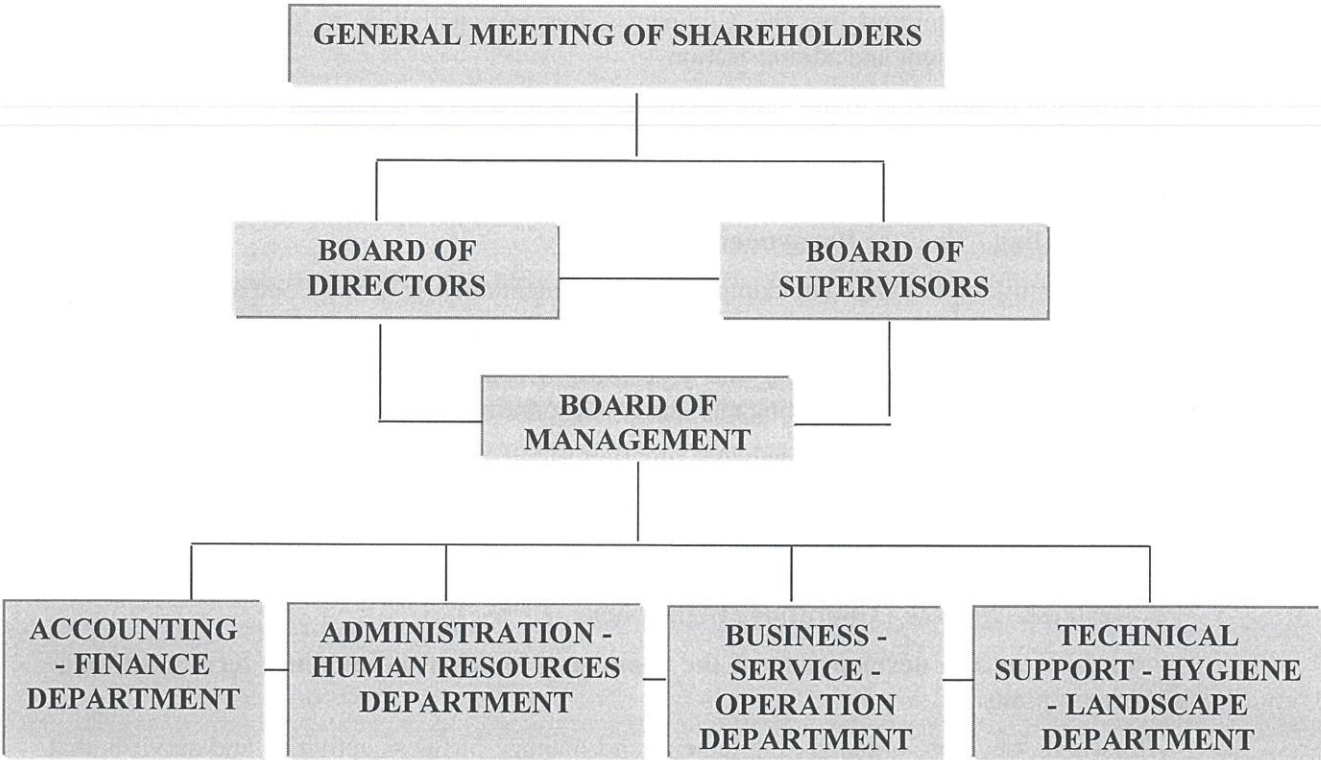 GENERAL MEETING OF SHAREHOLDERS
BOARD OF
DIRECTORS
BOARD OF
SUPERVISORS
BOARD OF
MANAGEMENT
ACCOUNTING
- FINANCE
DEPARTMENT
ADMINISTRATION -
HUMAN RESOURCES
DEPARTMENT
BUSINESS -
SERVICE -
OPERATION
DEPARTMENT
TECHNICAL
SUPPORT - HYGIENE
- LANDSCAPE
DEPARTMENT